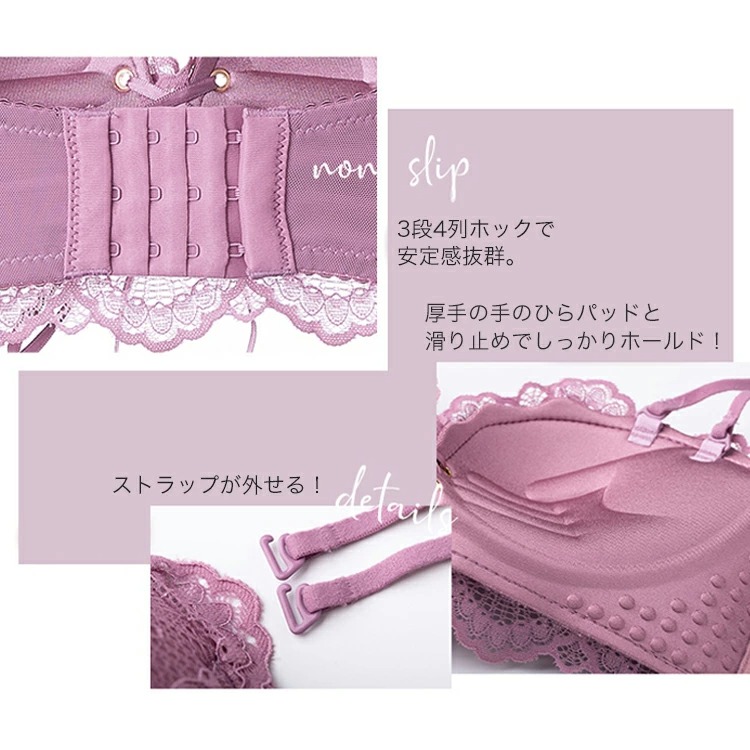 non slip
3段4列ホックで
安定感抜群。
厚手の手のひらパッドと
滑り止めでしっかりホールド！
ストラップが外せる！
details